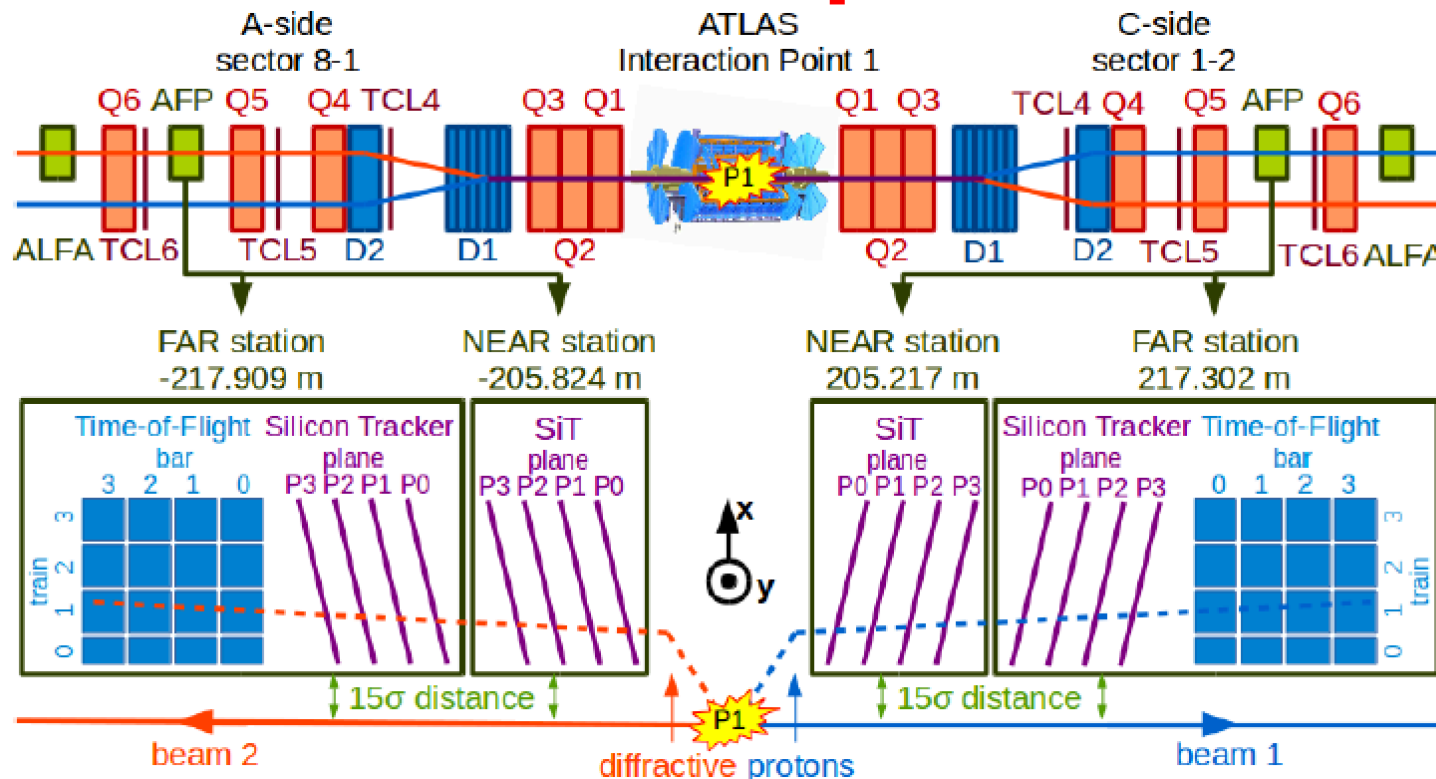 A-side
sector 8-1
ATLAS
Interaction Point 1
C-side
sector 1-2
Q6 AFP Q5 Q4 TCL4 Q3 Q1
Q1 Q3 TCL4 Q4 Q5 AFP Q6
P1
ALFA TCL6 TCL5 D2 D1 Q2
Q2 D1 D2 TCL5 TCL6 ALFA
FAR station
-217.909 m
NEAR station
-205.824 m
NEAR station
205.217 m
FAR station
217.302 m
Time-of-Flight
bar
3 2 1 0
train
3
2
1
0
Silicon Tracker
plane
P3 P2 P1 P0
SiT
plane
P3 P2 P1 P0
x
y
SiT
plane
P0 P1 P2 P3
Silicon Tracker
plane
P0 P1 P2 P3
Time-of-Flight
bar
0 1 2 3
3
2
1
0
train
15σ distance
15σ distance
P1
beam 2
diffractive protons
beam 1